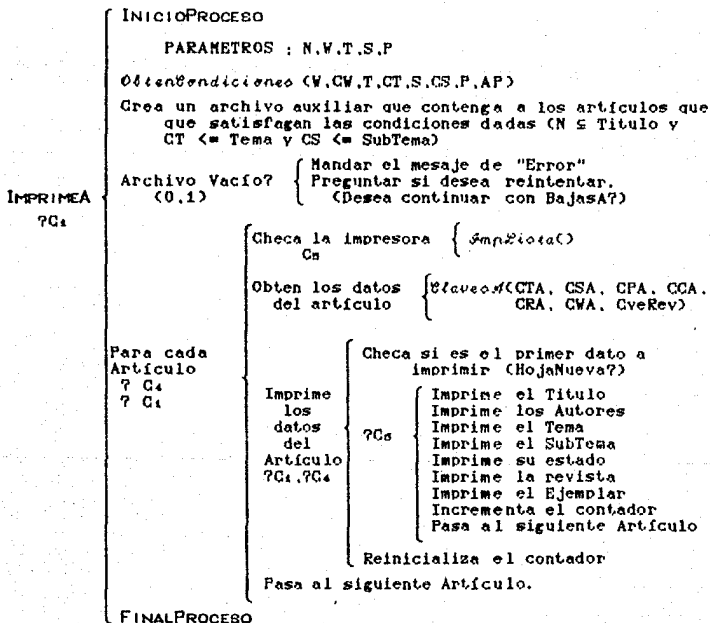 INICIOPROCESO
PARAMETROS : N,W,T,S,P
ObtenCondiciones (W,CW,T,CT,S,CS,P,AP)
Crea un archivo auxiliar que contenga a los artículos que
que satisfagan las condiciones dadas (N ⊆ Titulo y
CT <= Tema y CS <= SubTema)
IMPRIMEA
?C1
Archivo Vacío?
(0,1)
Mandar el mesaje de "Error"
Preguntar si desea reintentar.
(Desea continuar con BajasA?)
Para cada
Artículo
? C4
? C1
Checa la impresora
ImpLista()
Obten los datos
del artículo
ClavesA(CTA, CSA, CPA, CCA,
CRA, CWA, CveRev)
Imprime
los
datos
del
Artículo
?C1,?C4
Checa si es el primer dato a
imprimir (HojaNueva?)
Imprime el Titulo
Imprime los Autores
Imprime el Tema
Imprime el SubTema
Imprime su estado
Imprime la revista
Imprime el Ejemplar
Incrementa el contador
Pasa al siguiente Artículo
Reinicializa el contador
Pasa al siguiente Artículo.
FINALPROCESO